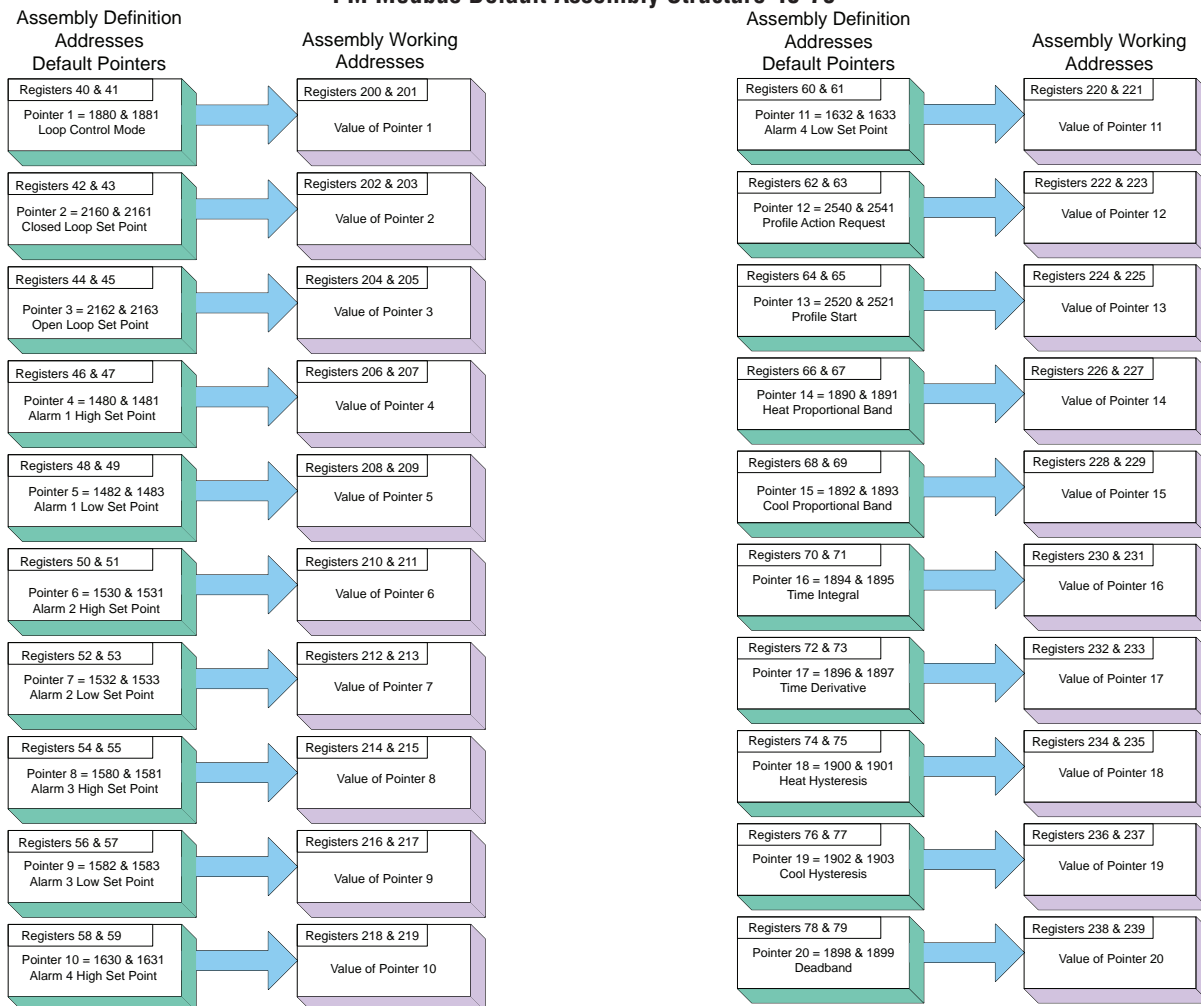 PM Modbus Default Assembly Structure 40-79
Assembly Definition
Addresses
Default Pointers
Assembly Working
Addresses
Registers 40 & 41
Pointer 1 = 1880 & 1881
Loop Control Mode
Registers 200 & 201
Value of Pointer 1
Registers 42 & 43
Pointer 2 = 2160 & 2161
Closed Loop Set Point
Registers 202 & 203
Value of Pointer 2
Registers 44 & 45
Pointer 3 = 2162 & 2163
Open Loop Set Point
Registers 204 & 205
Value of Pointer 3
Registers 46 & 47
Pointer 4 = 1480 & 1481
Alarm 1 High Set Point
Registers 206 & 207
Value of Pointer 4
Registers 48 & 49
Pointer 5 = 1482 & 1483
Alarm 1 Low Set Point
Registers 208 & 209
Value of Pointer 5
Registers 50 & 51
Pointer 6 = 1530 & 1531
Alarm 2 High Set Point
Registers 210 & 211
Value of Pointer 6
Registers 52 & 53
Pointer 7 = 1532 & 1533
Alarm 2 Low Set Point
Registers 212 & 213
Value of Pointer 7
Registers 54 & 55
Pointer 8 = 1580 & 1581
Alarm 3 High Set Point
Registers 214 & 215
Value of Pointer 8
Registers 56 & 57
Pointer 9 = 1582 & 1583
Alarm 3 Low Set Point
Registers 216 & 217
Value of Pointer 9
Registers 58 & 59
Pointer 10 = 1630 & 1631
Alarm 4 High Set Point
Registers 218 & 219
Value of Pointer 10
Assembly Definition
Addresses
Default Pointers
Assembly Working
Addresses
Registers 60 & 61
Pointer 11 = 1632 & 1633
Alarm 4 Low Set Point
Registers 220 & 221
Value of Pointer 11
Registers 62 & 63
Pointer 12 = 2540 & 2541
Profile Action Request
Registers 222 & 223
Value of Pointer 12
Registers 64 & 65
Pointer 13 = 2520 & 2521
Profile Start
Registers 224 & 225
Value of Pointer 13
Registers 66 & 67
Pointer 14 = 1890 & 1891
Heat Proportional Band
Registers 226 & 227
Value of Pointer 14
Registers 68 & 69
Pointer 15 = 1892 & 1893
Cool Proportional Band
Registers 228 & 229
Value of Pointer 15
Registers 70 & 71
Pointer 16 = 1894 & 1895
Time Integral
Registers 230 & 231
Value of Pointer 16
Registers 72 & 73
Pointer 17 = 1896 & 1897
Time Derivative
Registers 232 & 233
Value of Pointer 17
Registers 74 & 75
Pointer 18 = 1900 & 1901
Heat Hysteresis
Registers 234 & 235
Value of Pointer 18
Registers 76 & 77
Pointer 19 = 1902 & 1903
Cool Hysteresis
Registers 236 & 237
Value of Pointer 19
Registers 78 & 79
Pointer 20 = 1898 & 1899
Deadband
Registers 238 & 239
Value of Pointer 20